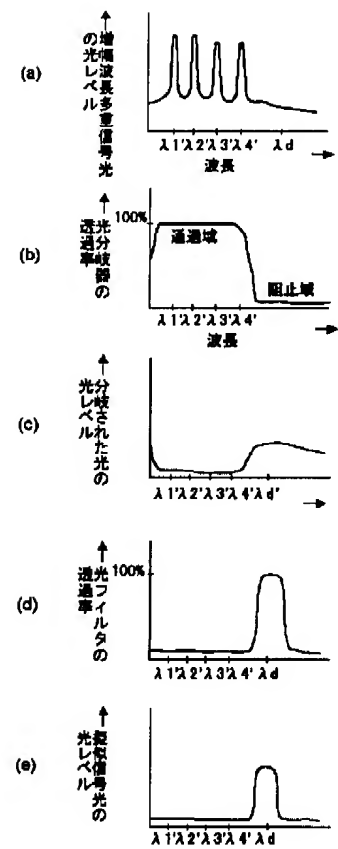 (a)
増幅波長多重信号光
の光レベル
λ1'λ2'λ3'λ4' λd
波長
(b)
光分岐器の
透過率
100%
通過域
阻止域
λ1'λ2'λ3'λ4'
波長
(c)
分岐された光の
光レベル
λ1'λ2'λ3'λ4'λd'
(d)
光フィルタの
透過率
100%
λ1'λ2'λ3'λ4' λd
(e)
擬似信号光の
光レベル
λ1'λ2'λ3'λ4' λd